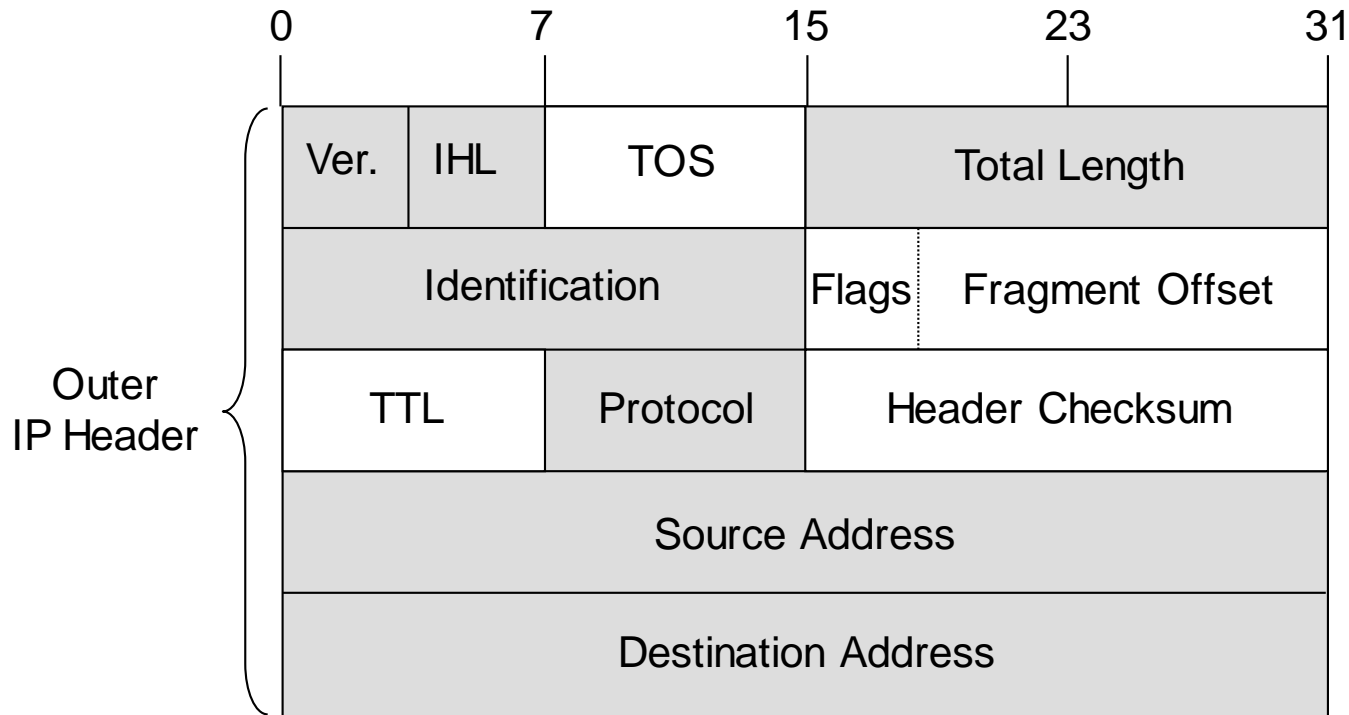 0 7 15 23 31
Ver. IHL TOS Total Length
Identification Flags Fragment Offset
Outer
IP Header
TTL Protocol Header Checksum
Source Address
Destination Address